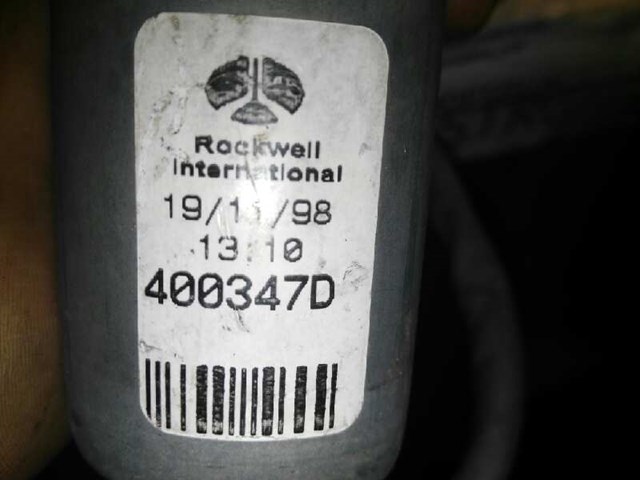 Rockwell
International
19/11/98
13:10
400347D